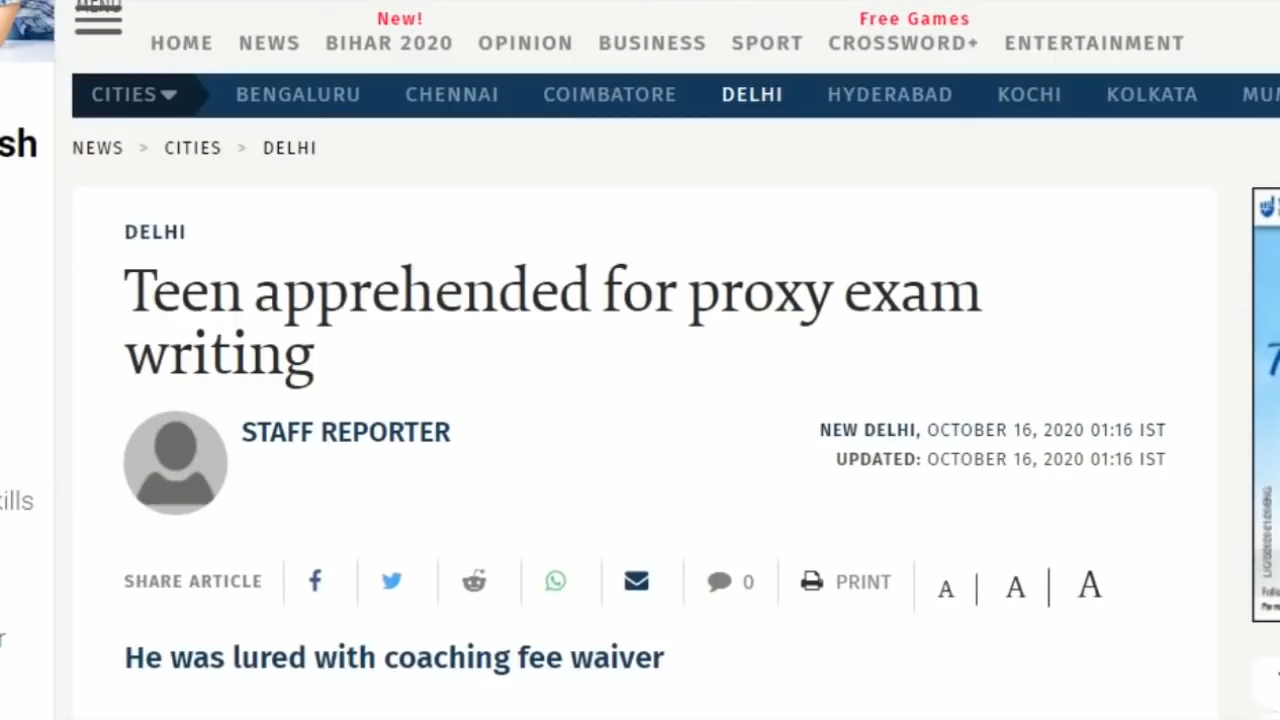 MENU
New!
Free Games
HOME NEWS BIHAR 2020 OPINION BUSINESS SPORT CROSSWORD+ ENTERTAINMENT
CITIES BENGALURU CHENNAI COIMBATORE DELHI HYDERABAD KOCHI KOLKATA MUM
sh
NEWS > CITIES > DELHI
DELHI
Teen apprehended for proxy exam
writing
STAFF REPORTER
NEW DELHI, OCTOBER 16, 2020 01:16 IST
UPDATED: OCTOBER 16, 2020 01:16 IST
kills
SHARE ARTICLE 0 PRINT A A A
r
He was lured with coaching fee waiver